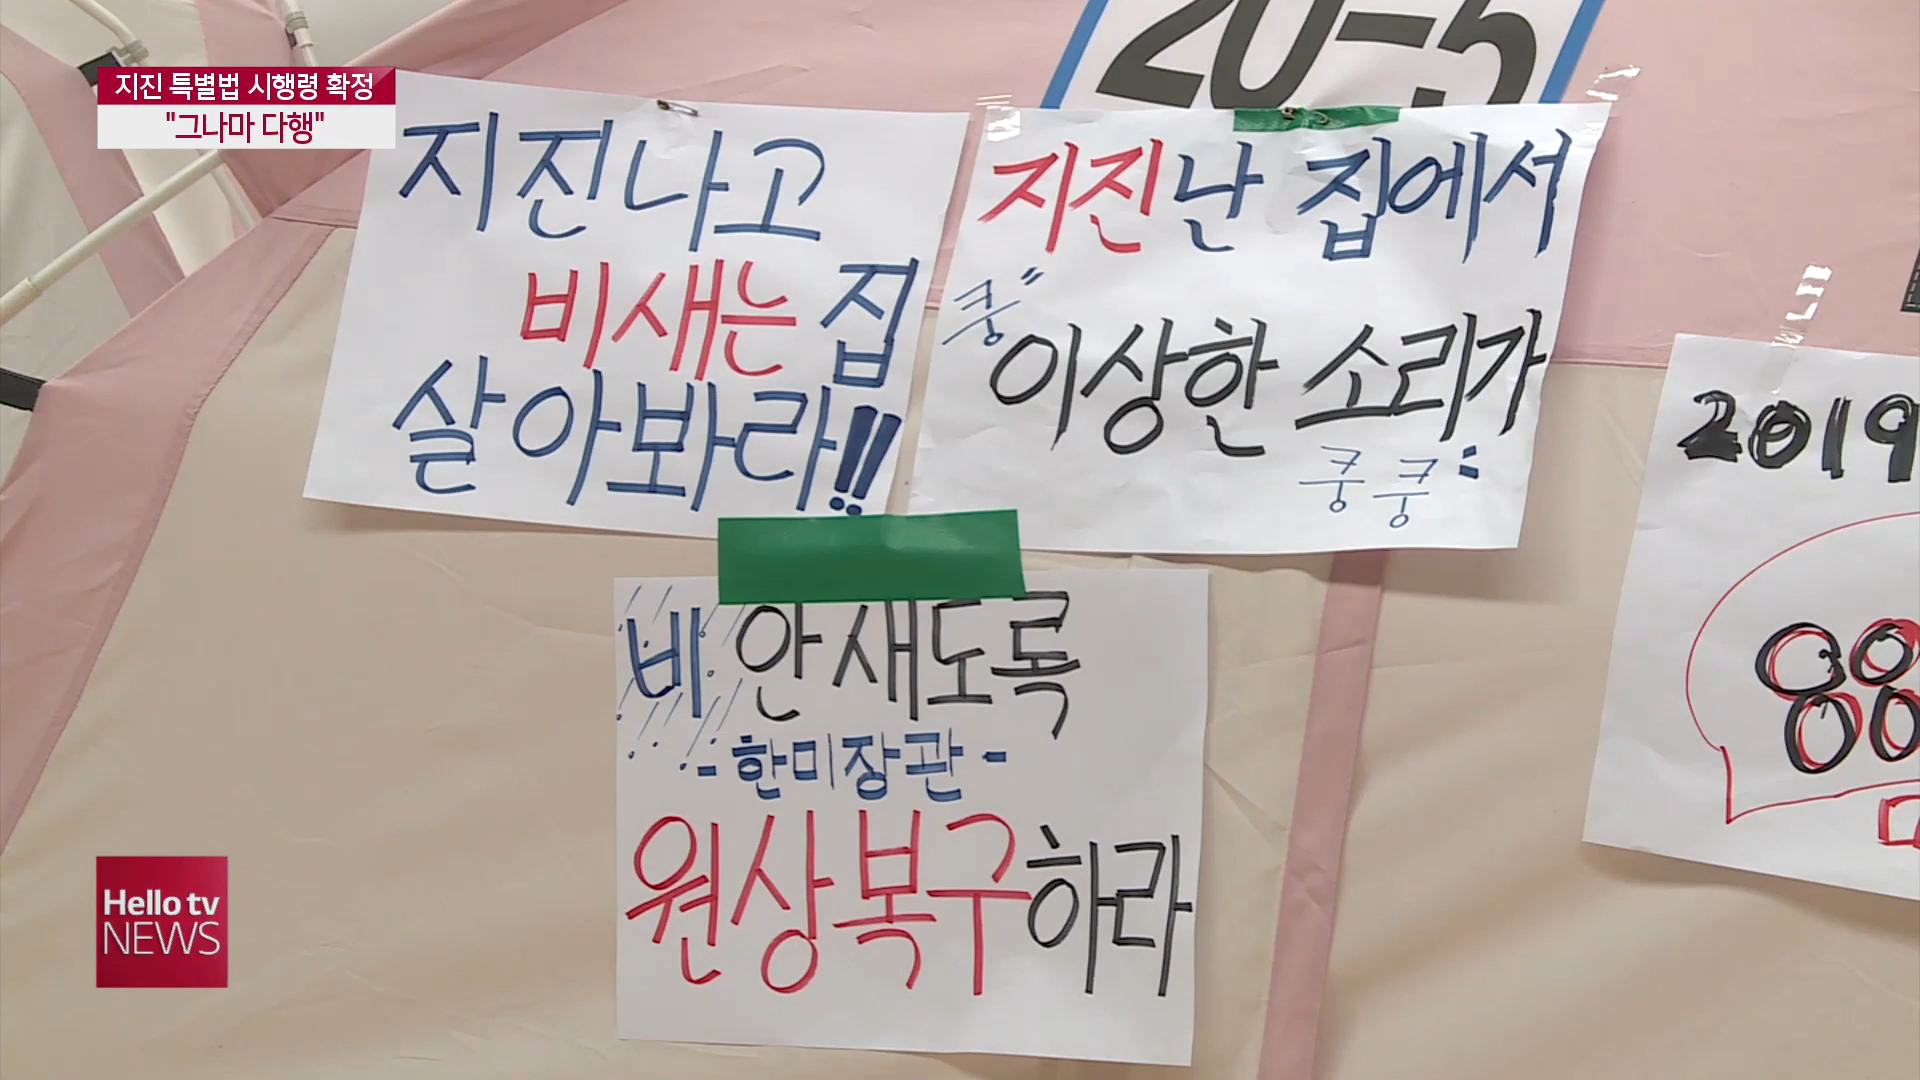 지진 특별법 시행령 확정
"그나마 다행"
20-5
지진나고
비새는 집
살아봐라!!
지진난 집에서
쿵"
이상한 소리가
쿵 쿵
비 안 새도록
-한미장관-
원상복구하라
2019
Hello tv
NEWS